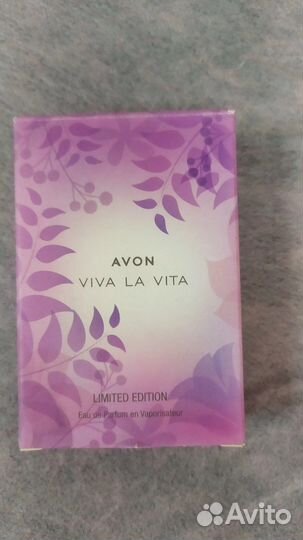 AVON
VIVA LA VITA
LIMITED EDITION
Eau de Parfum en Vaporisateur
Avito